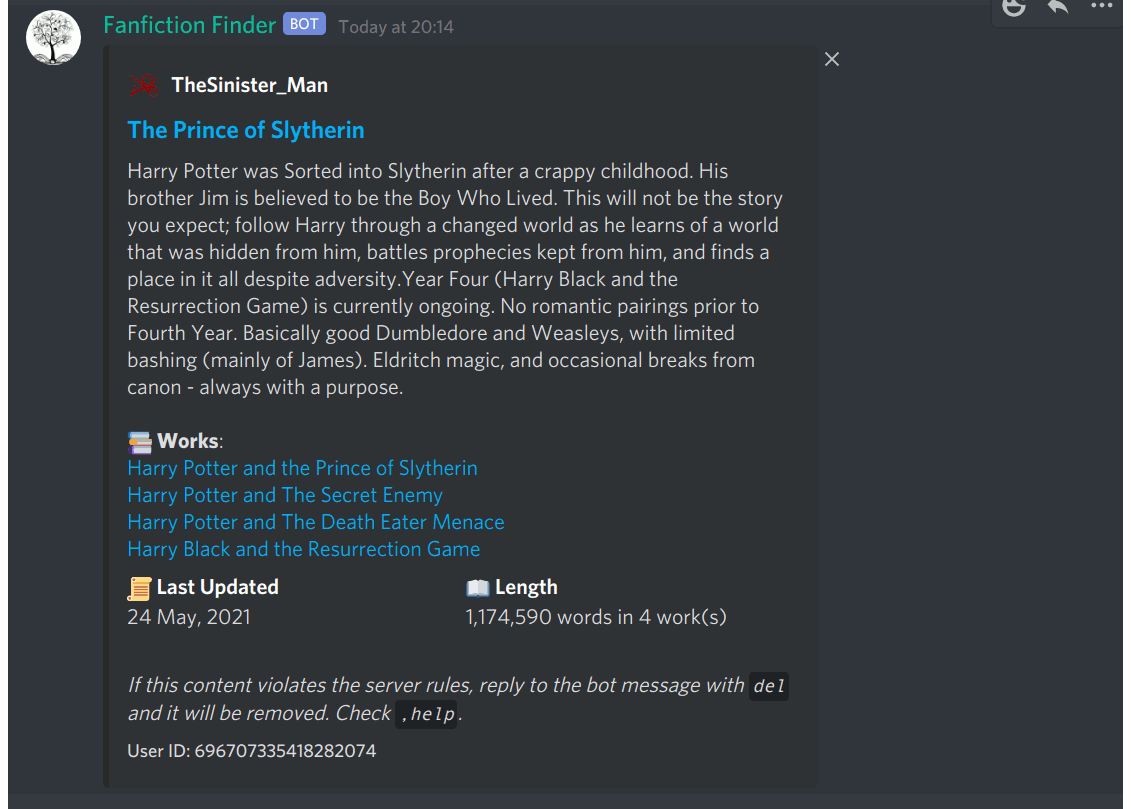 Fanfiction Finder BOT Today at 20:14
TheSinister_Man
The Prince of Slytherin
Harry Potter was Sorted into Slytherin after a crappy childhood. His
brother Jim is believed to be the Boy Who Lived. This will not be the story
you expect; follow Harry through a changed world as he learns of a world
that was hidden from him, battles prophecies kept from him, and finds a
place in it all despite adversity.Year Four (Harry Black and the
Resurrection Game) is currently ongoing. No romantic pairings prior to
Fourth Year. Basically good Dumbledore and Weasleys, with limited
bashing (mainly of James). Eldritch magic, and occasional breaks from
canon - always with a purpose.
Works:
Harry Potter and the Prince of Slytherin
Harry Potter and The Secret Enemy
Harry Potter and The Death Eater Menace
Harry Black and the Resurrection Game
Last Updated
24 May, 2021
Length
1,174,590 words in 4 work(s)
If this content violates the server rules, reply to the bot message with del
and it will be removed. Check ,help.
User ID: 696707335418282074